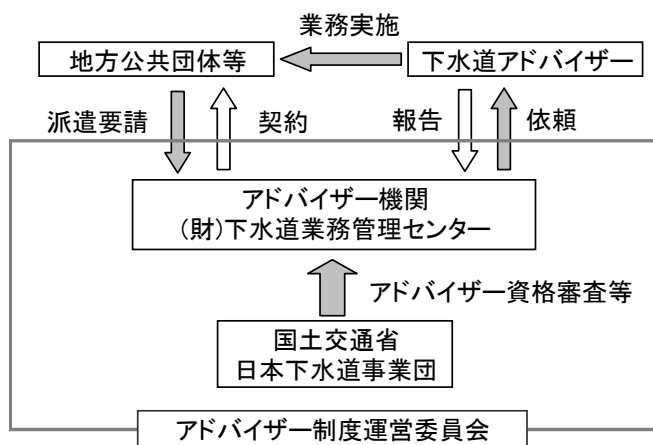 業務実施
地方公共団体等
下水道アドバイザー
派遣要請
契約
報告
依頼
アドバイザー機関
(財)下水道業務管理センター
アドバイザー資格審査等
国土交通省
日本下水道事業団
アドバイザー制度運営委員会